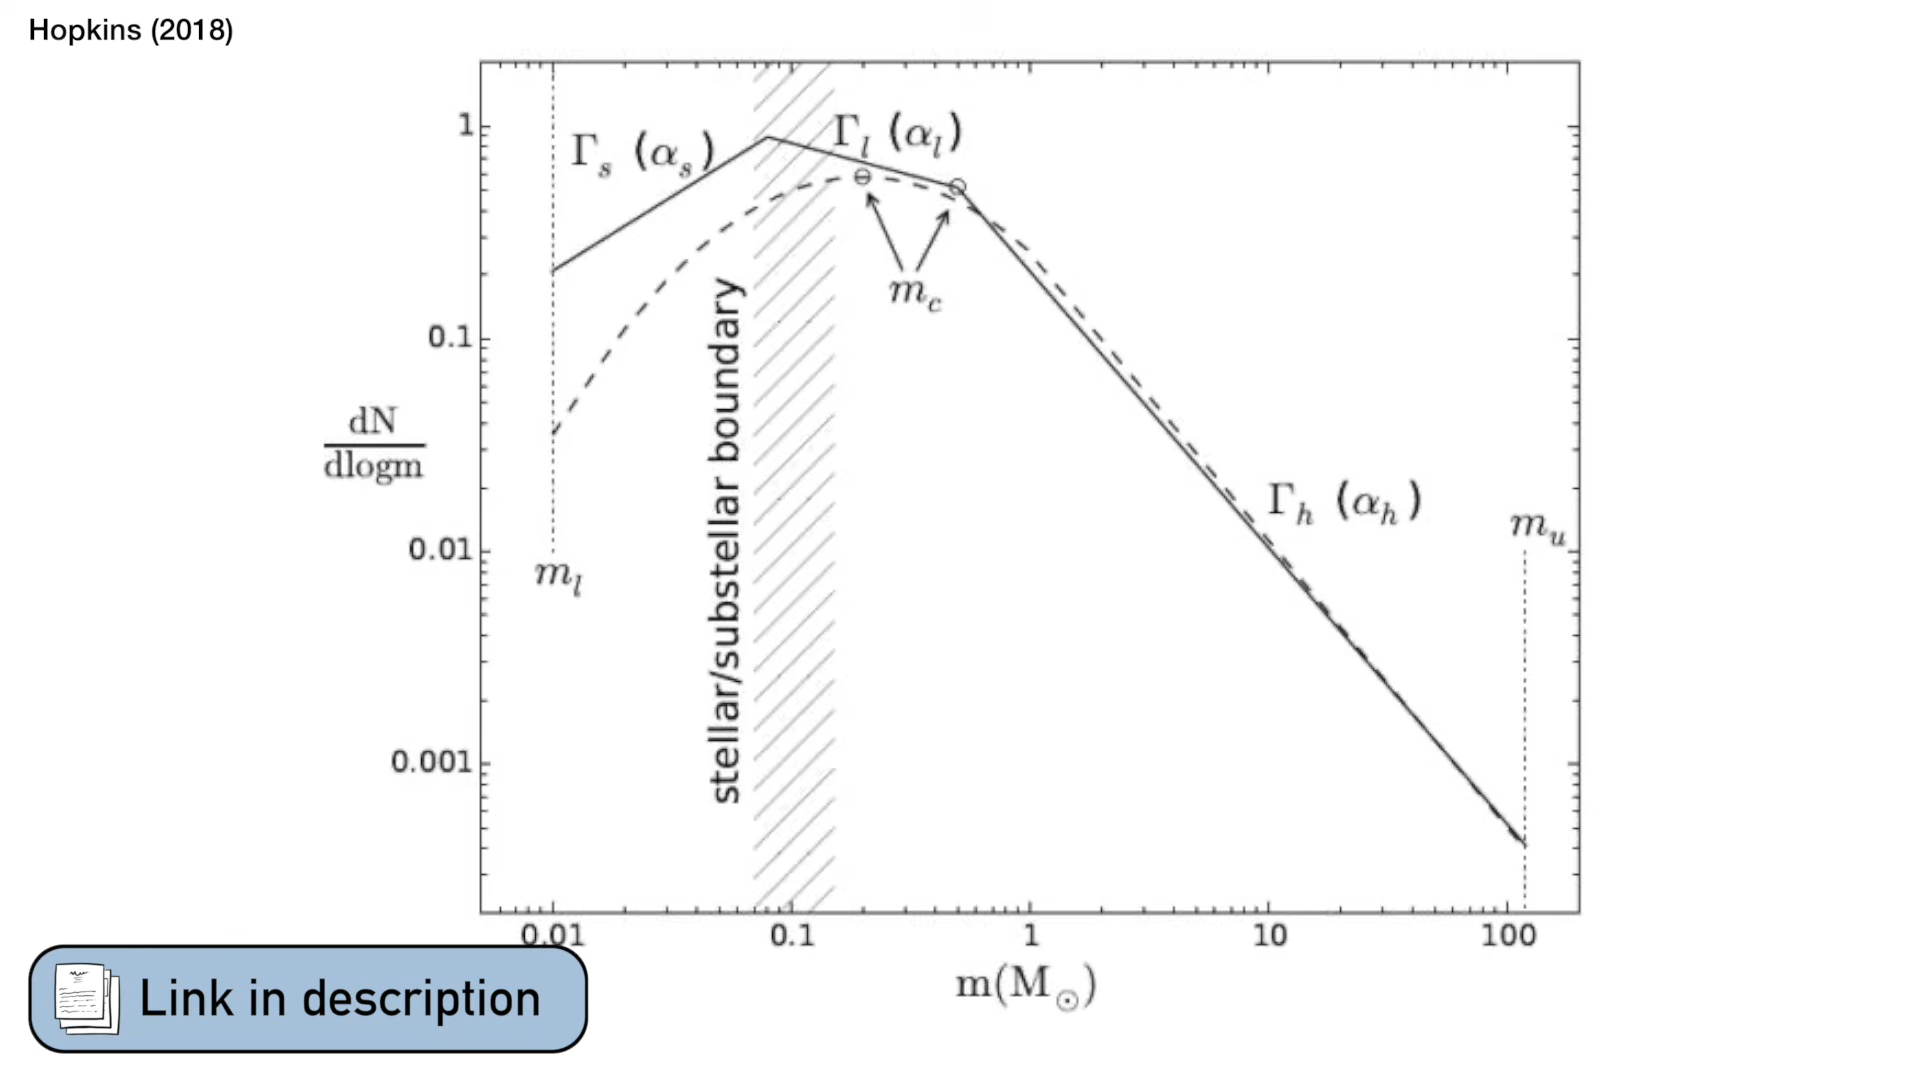 Hopkins (2018)
1
0.1
0.01
0.001
dN
dlogm
Γs (αs)
Γl (αl)
mc
Γh (αh)
mu
ml
stellar/substellar boundary
0.01 0.1 1 10 100
m(M⊙)
Link in description